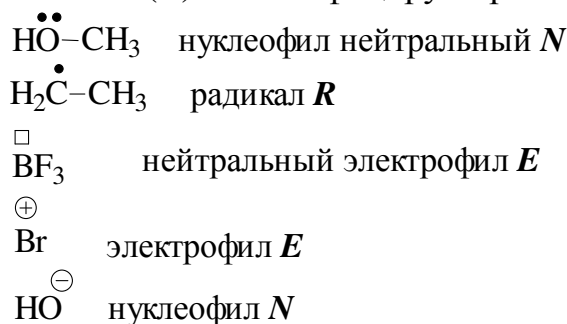 HO–CH₃ нуклеофил нейтральный N
H₂C–CH₃ радикал R
BF₃ нейтральный электрофил E
⊕
Br электрофил E
⊖
HO нуклеофил N